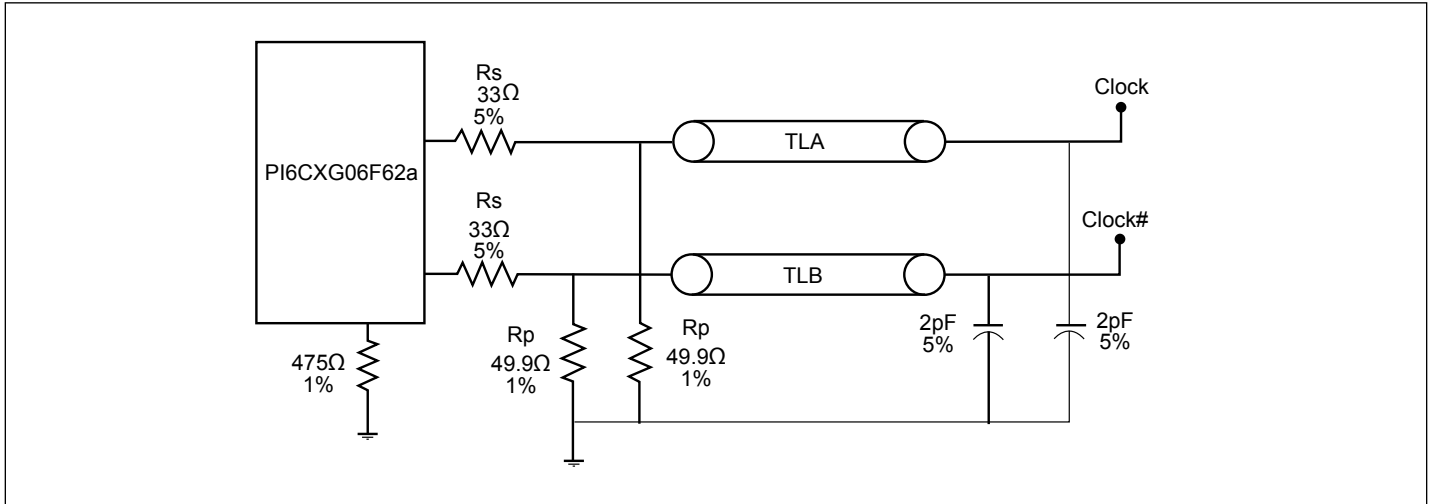 Rs
33Ω
5%
Clock
TLA
PI6CXG06F62a
Rs
33Ω
5%
Clock#
TLB
475Ω
1%
Rp
49.9Ω
1%
Rp
49.9Ω
1%
2pF
5%
2pF
5%